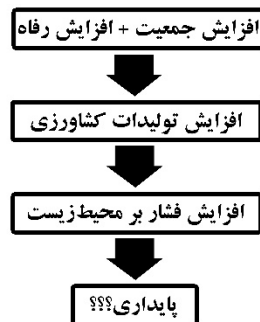 افزایش جمعیت + افزایش رفاه
افزایش تولیدات کشاورزی
افزایش فشار بر محیط‌زیست
پایداری؟؟؟